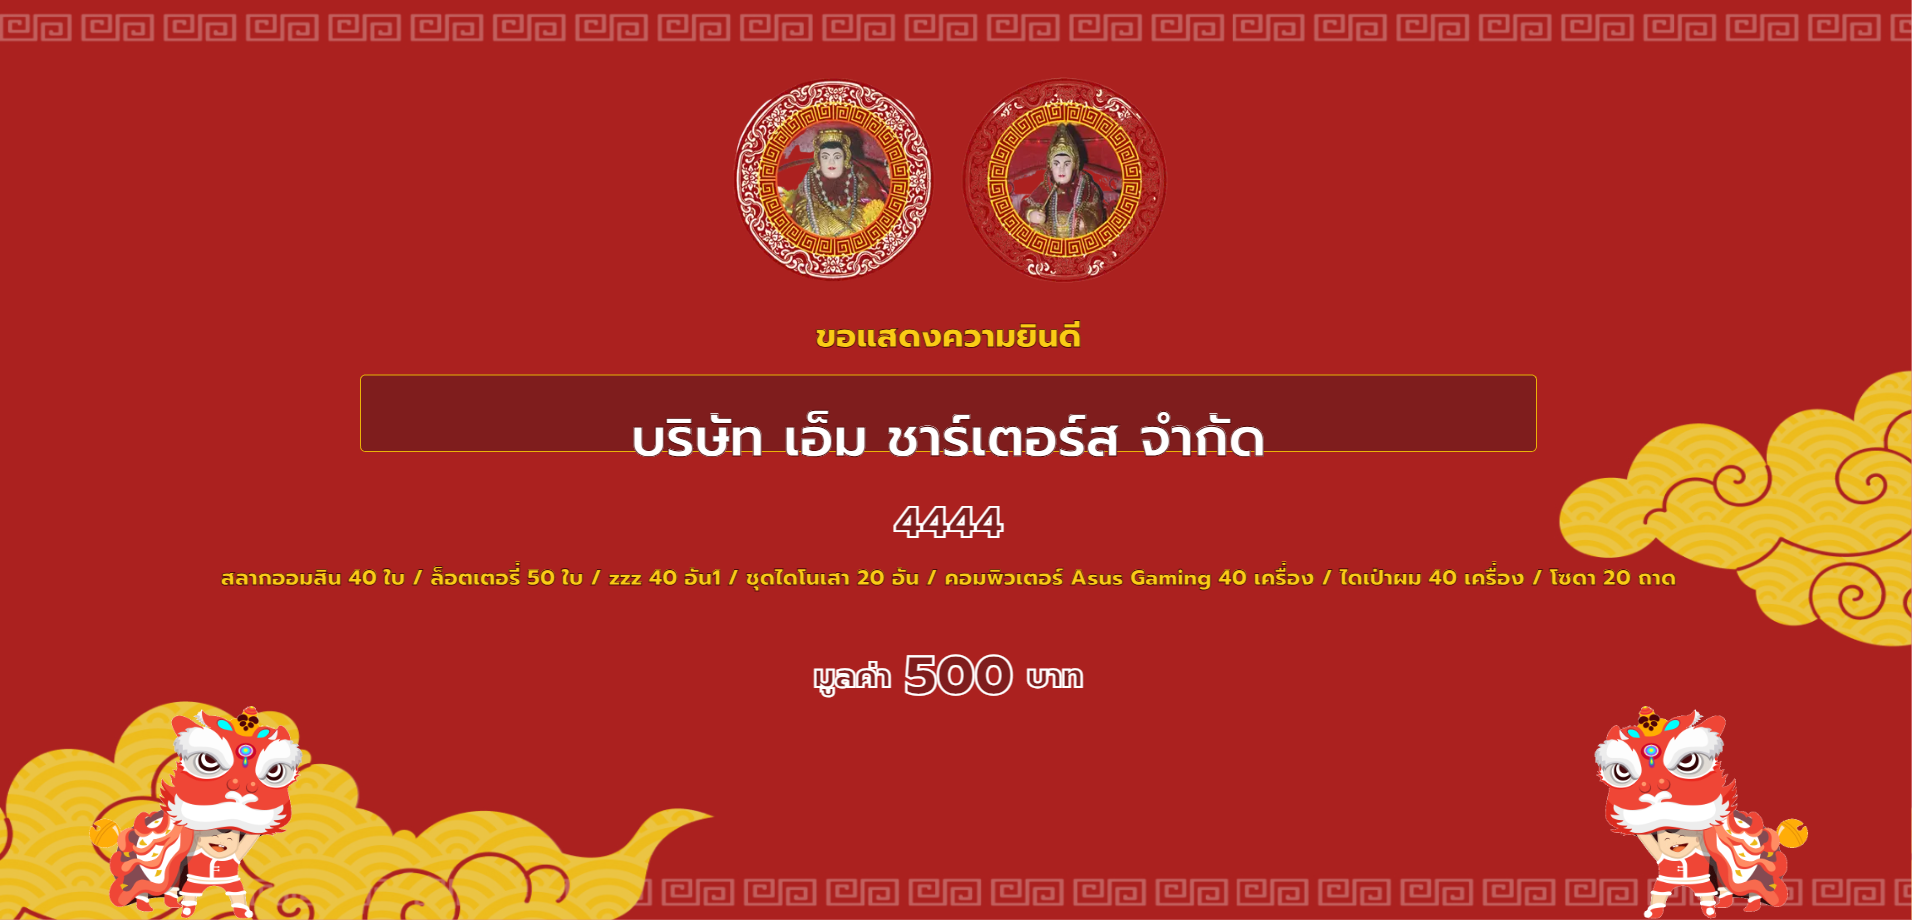 ขอแสดงความยินดี
บริษัท เอ็ม ชาร์เตอร์ส จำกัด
4444
สลากออมสิน 40 ใบ / ล็อตเตอรี่ 50 ใบ / zzz 40 อัน1 / ชุดไดโนเสา 20 อัน / คอมพิวเตอร์ Asus Gaming 40 เครื่อง / ไดเป่าผม 40 เครื่อง / โซดา 20 ถาด
มูลค่า 500 บาท